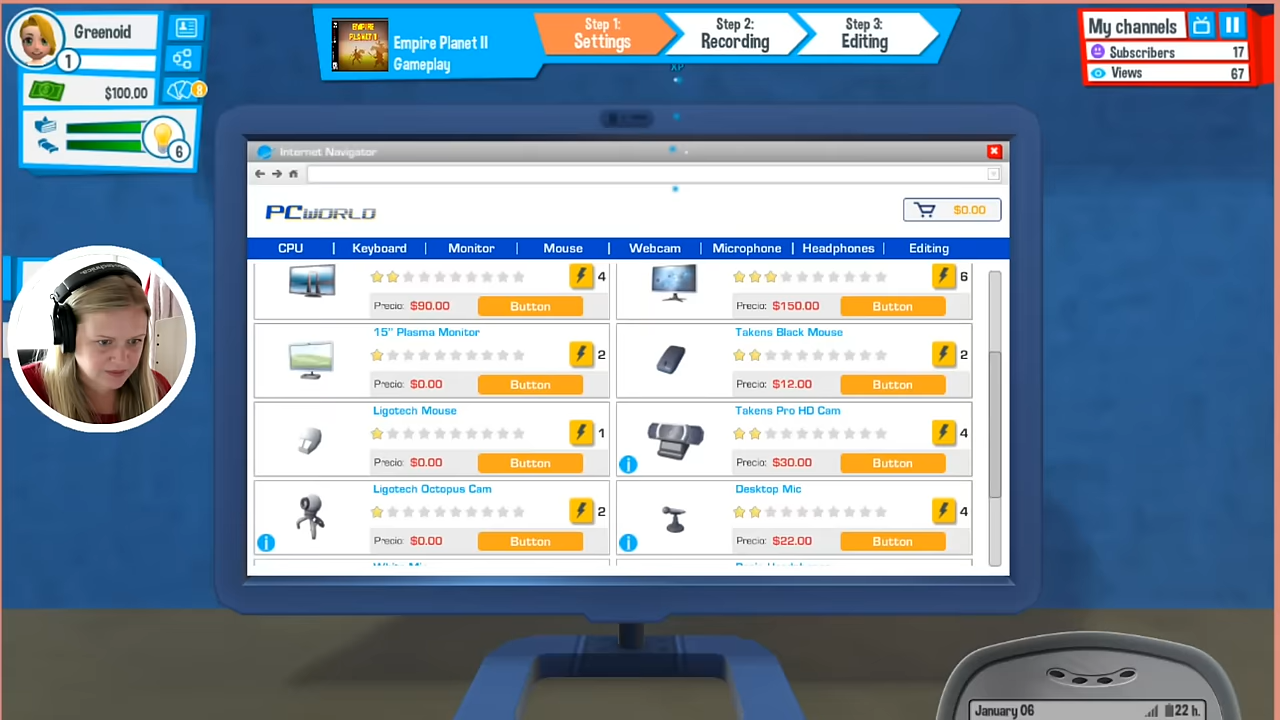 Greenoid
1
$100.00
8
6
Empire Planet II
Gameplay
EMPIRE
PLANET II
Step 1:
Settings
Step 2:
Recording
Step 3:
Editing
XP
My channels
Subscribers 17
Views 67
Internet Navigator
PCWORLD
$0.00
CPU Keyboard Monitor Mouse Webcam Microphone Headphones Editing
4
Precio: $90.00 Button
6
Precio: $150.00 Button
15" Plasma Monitor
2
Precio: $0.00 Button
Takens Black Mouse
2
Precio: $12.00 Button
Ligotech Mouse
1
Precio: $0.00 Button
Takens Pro HD Cam
4
Precio: $30.00 Button
Ligotech Octopus Cam
2
Precio: $0.00 Button
Desktop Mic
4
Precio: $22.00 Button
January 06 22 h.